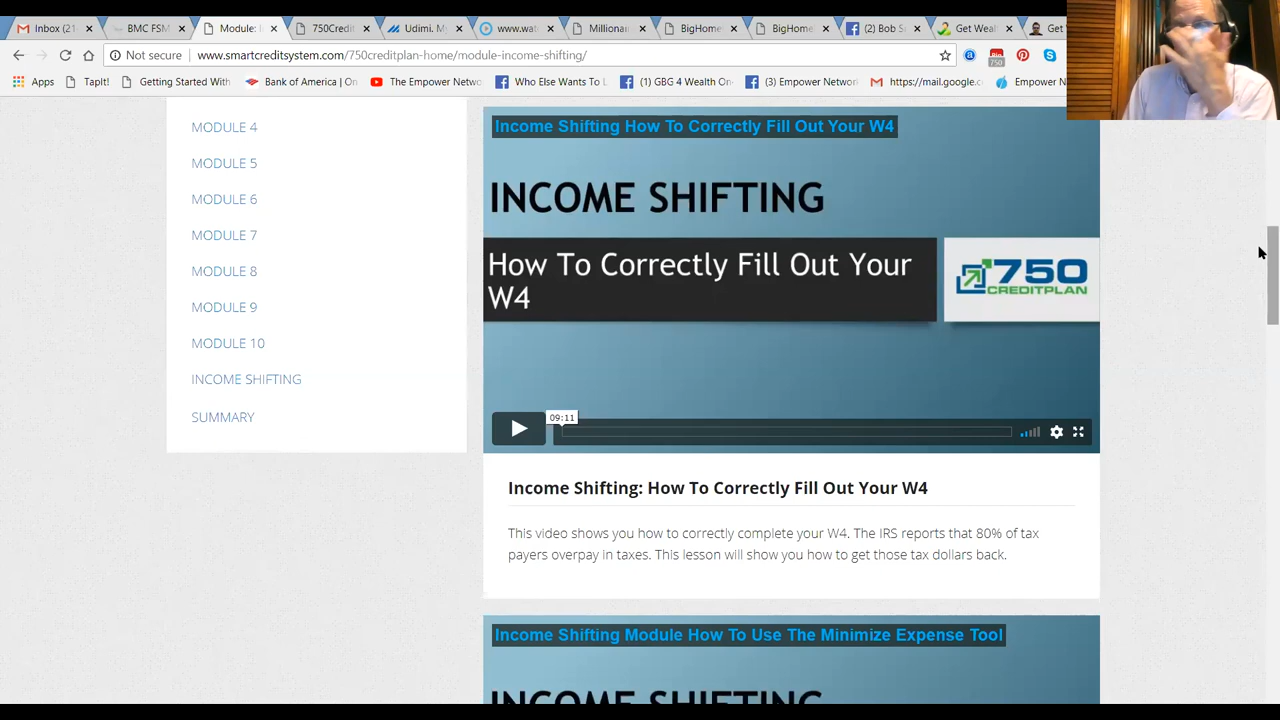 Inbox (21
BMC FSM
Module: I
750Credit
Udimi. M
www.wat
Millionai
BigHome
BigHome
(2) Bob S
Get Weal
Get
Not secure
www.smartcreditsystem.com/750creditplan-home/module-income-shifting/
750
Apps
Tapit!
Getting Started With
Bank of America | On
The Empower Netwo
Who Else Wants To I
(1) GBG 4 Wealth On
(3) Empower Networ
https://mail.google.c
Empower N
MODULE 4
MODULE 5
MODULE 6
MODULE 7
MODULE 8
MODULE 9
MODULE 10
INCOME SHIFTING
SUMMARY
Income Shifting How To Correctly Fill Out Your W4
INCOME SHIFTING
How To Correctly Fill Out Your
W4
750
CREDITPLAN
09:11
Income Shifting: How To Correctly Fill Out Your W4
This video shows you how to correctly complete your W4. The IRS reports that 80% of tax
payers overpay in taxes. This lesson will show you how to get those tax dollars back.
Income Shifting Module How To Use The Minimize Expense Tool
INCOME SHIFTING